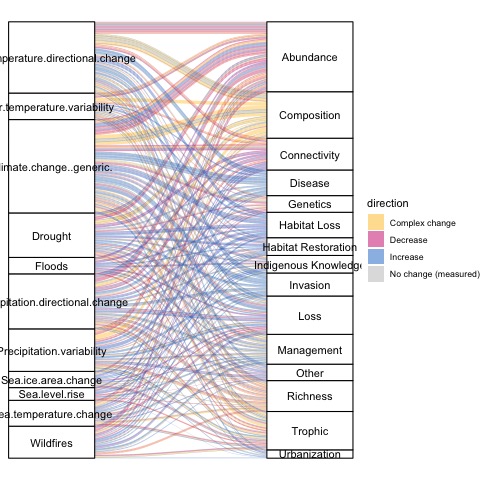 nperature.directional.change
r.temperature.variability
limate.change..generic.
Drought
Floods
pitation.directional.change
Precipitation.variability
Sea.ice.area.change
Sea.level.rise
ea.temperature.change
Wildfires
Abundance
Composition
Connectivity
Disease
Genetics
Habitat Loss
Habitat Restoration
Indigenous Knowledge
Invasion
Loss
Management
Other
Richness
Trophic
Urbanization
direction
Complex change
Decrease
Increase
No change (measured)